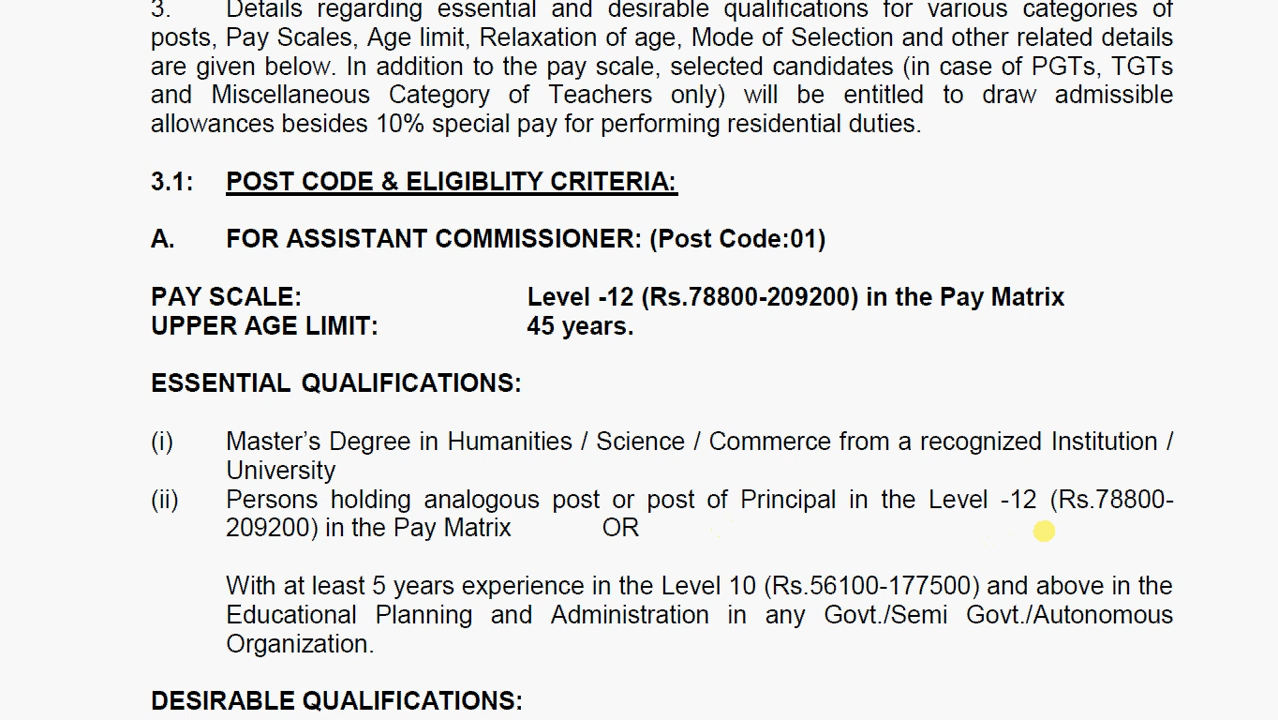 3. Details regarding essential and desirable qualifications for various categories of
posts, Pay Scales, Age limit, Relaxation of age, Mode of Selection and other related details
are given below. In addition to the pay scale, selected candidates (in case of PGTs, TGTs
and Miscellaneous Category of Teachers only) will be entitled to draw admissible
allowances besides 10% special pay for performing residential duties.
3.1: POST CODE & ELIGIBLITY CRITERIA:
A. FOR ASSISTANT COMMISSIONER: (Post Code:01)
PAY SCALE: Level -12 (Rs.78800-209200) in the Pay Matrix
UPPER AGE LIMIT: 45 years.
ESSENTIAL QUALIFICATIONS:
(i) Master’s Degree in Humanities / Science / Commerce from a recognized Institution /
University
(ii) Persons holding analogous post or post of Principal in the Level -12 (Rs.78800-
209200) in the Pay Matrix OR
With at least 5 years experience in the Level 10 (Rs.56100-177500) and above in the
Educational Planning and Administration in any Govt./Semi Govt./Autonomous
Organization.
DESIRABLE QUALIFICATIONS: